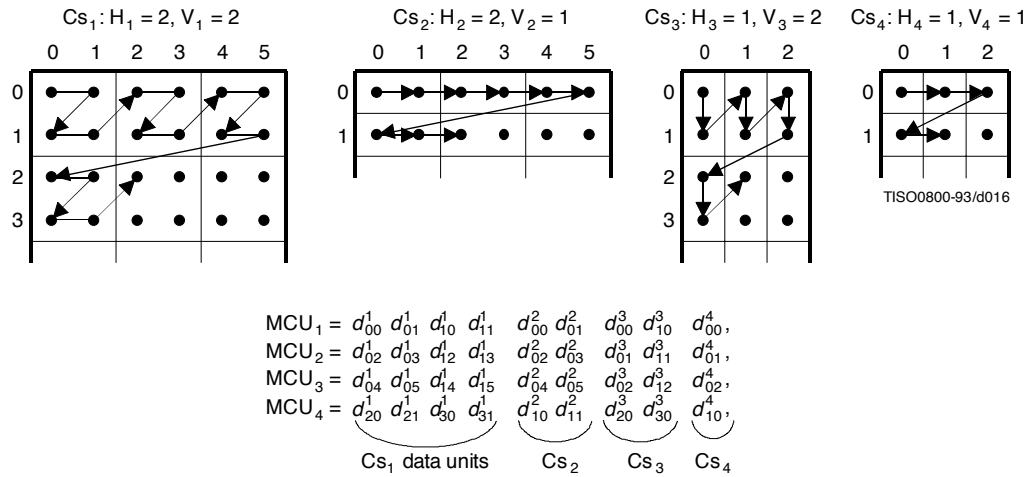 Cs₁: H₁ = 2, V₁ = 2 Cs₂: H₂ = 2, V₂ = 1 Cs₃: H₃ = 1, V₃ = 2 Cs₄: H₄ = 1, V₄ = 1
0 1 2 3 4 5 0 1 2 3 4 5 0 1 2 0 1 2
0 0 0 0
1 1 1 1
2 2
TISO0800-93/d016
3 3
MCU₁ = d¹₀₀ d¹₀₁ d¹₁₀ d¹₁₁ d²₀₀ d²₀₁ d³₀₀ d³₁₀ d⁴₀₀,
MCU₂ = d¹₀₂ d¹₀₃ d¹₁₂ d¹₁₃ d²₀₂ d²₀₃ d³₀₁ d³₁₁ d⁴₀₁,
MCU₃ = d¹₀₄ d¹₀₅ d¹₁₄ d¹₁₅ d²₀₄ d²₀₅ d³₀₂ d³₁₂ d⁴₀₂,
MCU₄ = d¹₂₀ d¹₂₁ d¹₃₀ d¹₃₁ d²₁₀ d²₁₁ d³₂₀ d³₃₀ d⁴₁₀,
Cs₁ data units Cs₂ Cs₃ Cs₄